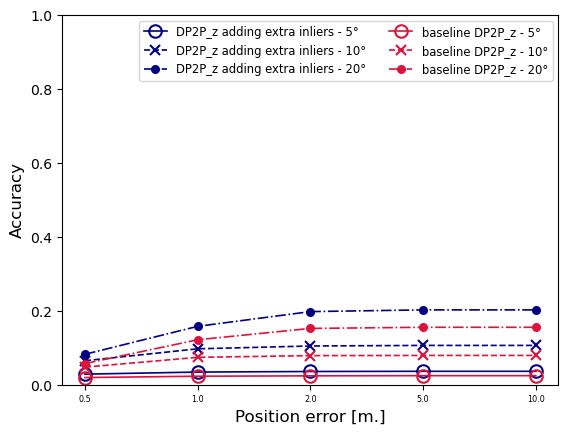 DP2P_z adding extra inliers - 5°
DP2P_z adding extra inliers - 10°
DP2P_z adding extra inliers - 20°
baseline DP2P_z - 5°
baseline DP2P_z - 10°
baseline DP2P_z - 20°
Accuracy
1.0
0.8
0.6
0.4
0.2
0.0
0.5 1.0 2.0 5.0 10.0
Position error [m.]